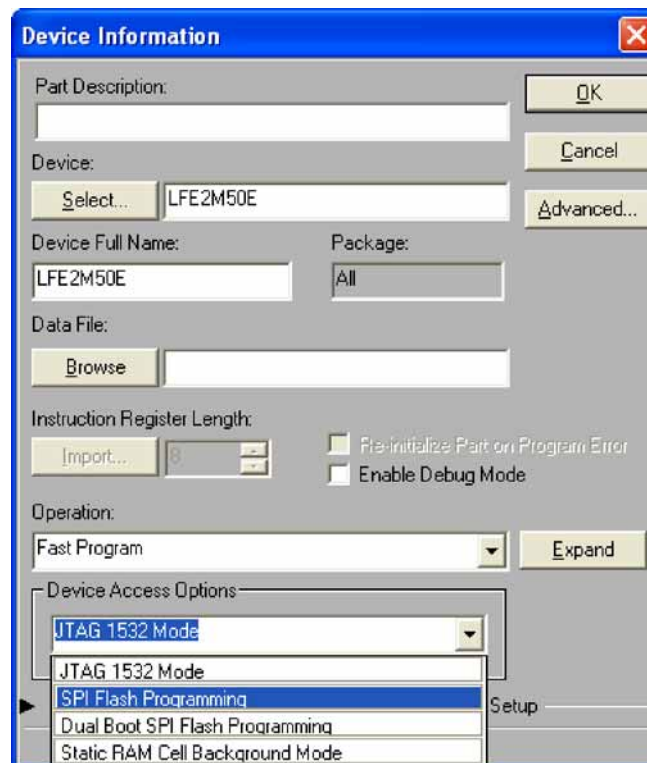 Device Information
Part Description:
OK
Cancel
Device:
Select... LFE2M50E
Advanced...
Device Full Name: Package:
LFE2M50E All
Data File:
Browse
Instruction Register Length:
Import... 8
Re-initialize Part on Program Error
Enable Debug Mode
Operation:
Fast Program Expand
Device Access Options
JTAG 1532 Mode
JTAG 1532 Mode
SPI Flash Programming
Setup
Dual Boot SPI Flash Programming
Static RAM Cell Background Mode